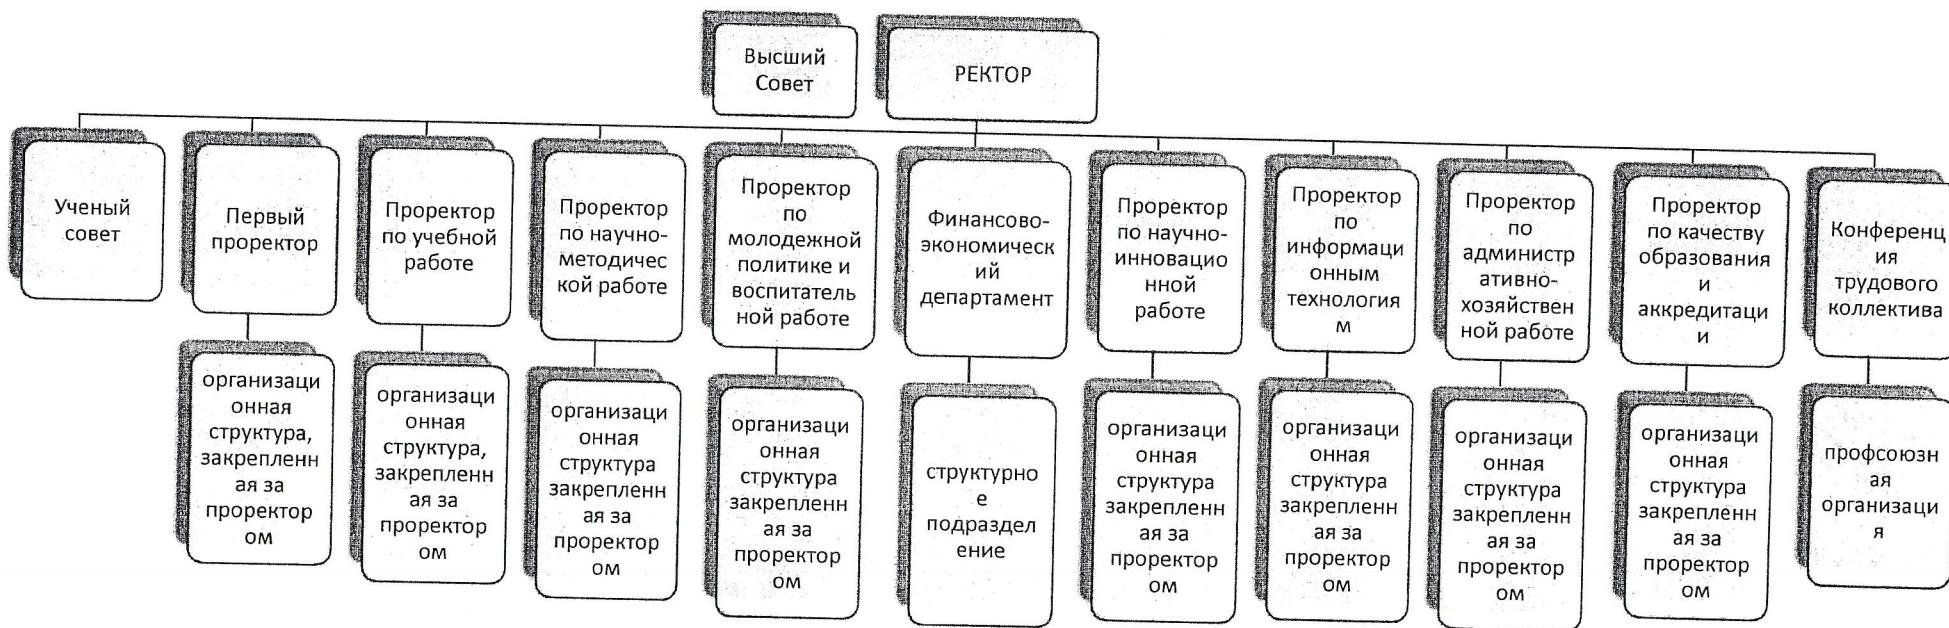 Высший
Совет
РЕКТОР
Ученый
совет
Первый
проректор
Проректор
по учебной
работе
Проректор
по научно-
методичес
кой работе
Проректор
по
молодежной
политике и
воспитатель
ной работе
Финансово-
экономическ
ий
департамент
Проректор
по научно-
инновацио
нной
работе
Проректор
по
информаци
онным
технология
м
Проректор
по
администр
ативно-
хозяйствен
ной работе
Проректор
по качеству
образования
и
аккредитаци
и
Конференц
ия
трудового
коллектива
организаци
онная
структура,
закрепленн
ая за
проректор
ом
организаци
онная
структура,
закрепленн
ая за
проректор
ом
организаци
онная
структура
закрепленн
ая за
проректор
ом
организаци
онная
структура
закрепленн
ая за
проректор
ом
структурно
е
подраздел
ение
организаци
онная
структура
закрепленн
ая за
проректор
ом
организаци
онная
структура
закрепленн
ая за
проректор
ом
организаци
онная
структура
закрепленн
ая за
проректор
ом
организаци
онная
структура
закрепленн
ая за
проректор
ом
профсоюзн
ая
организаци
я